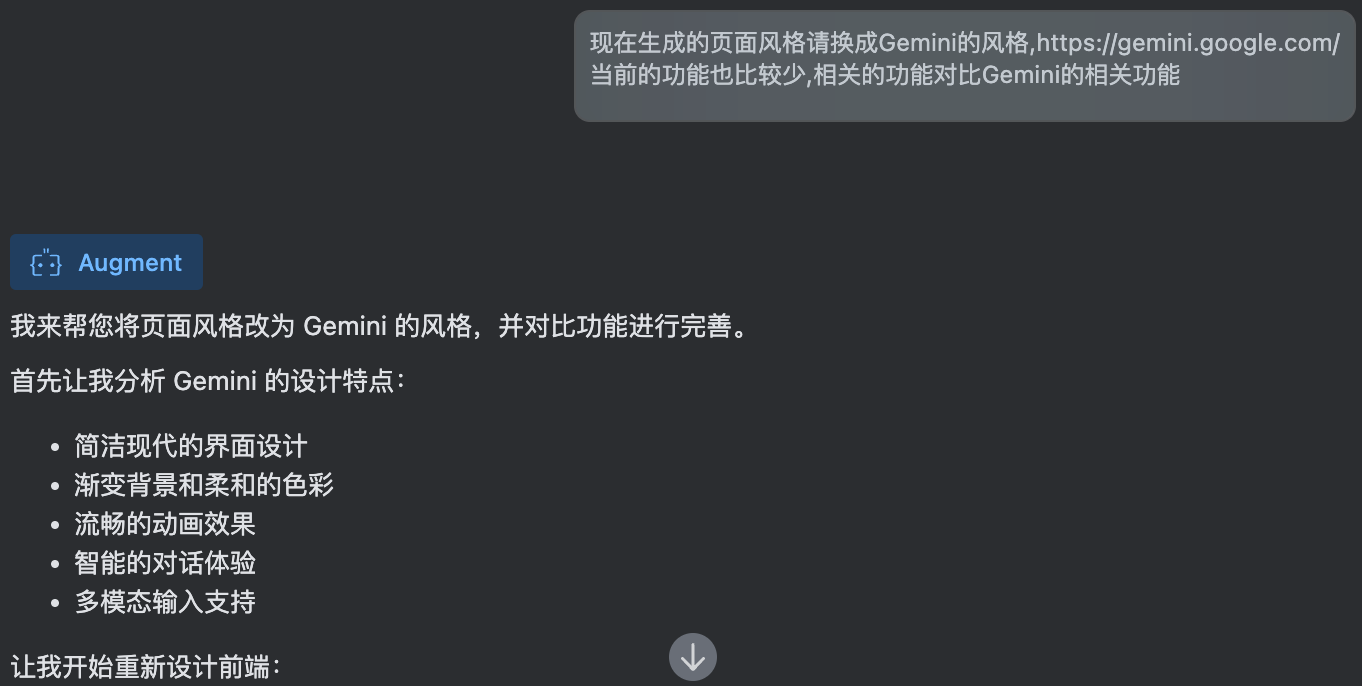 现在生成的页面风格请换成Gemini的风格,https://gemini.google.com/
当前的功能也比较少,相关的功能对比Gemini的相关功能
Augment
我来帮您将页面风格改为 Gemini 的风格，并对比功能进行完善。
首先让我分析 Gemini 的设计特点：
• 简洁现代的界面设计
• 渐变背景和柔和的色彩
• 流畅的动画效果
• 智能的对话体验
• 多模态输入支持
让我开始重新设计前端：